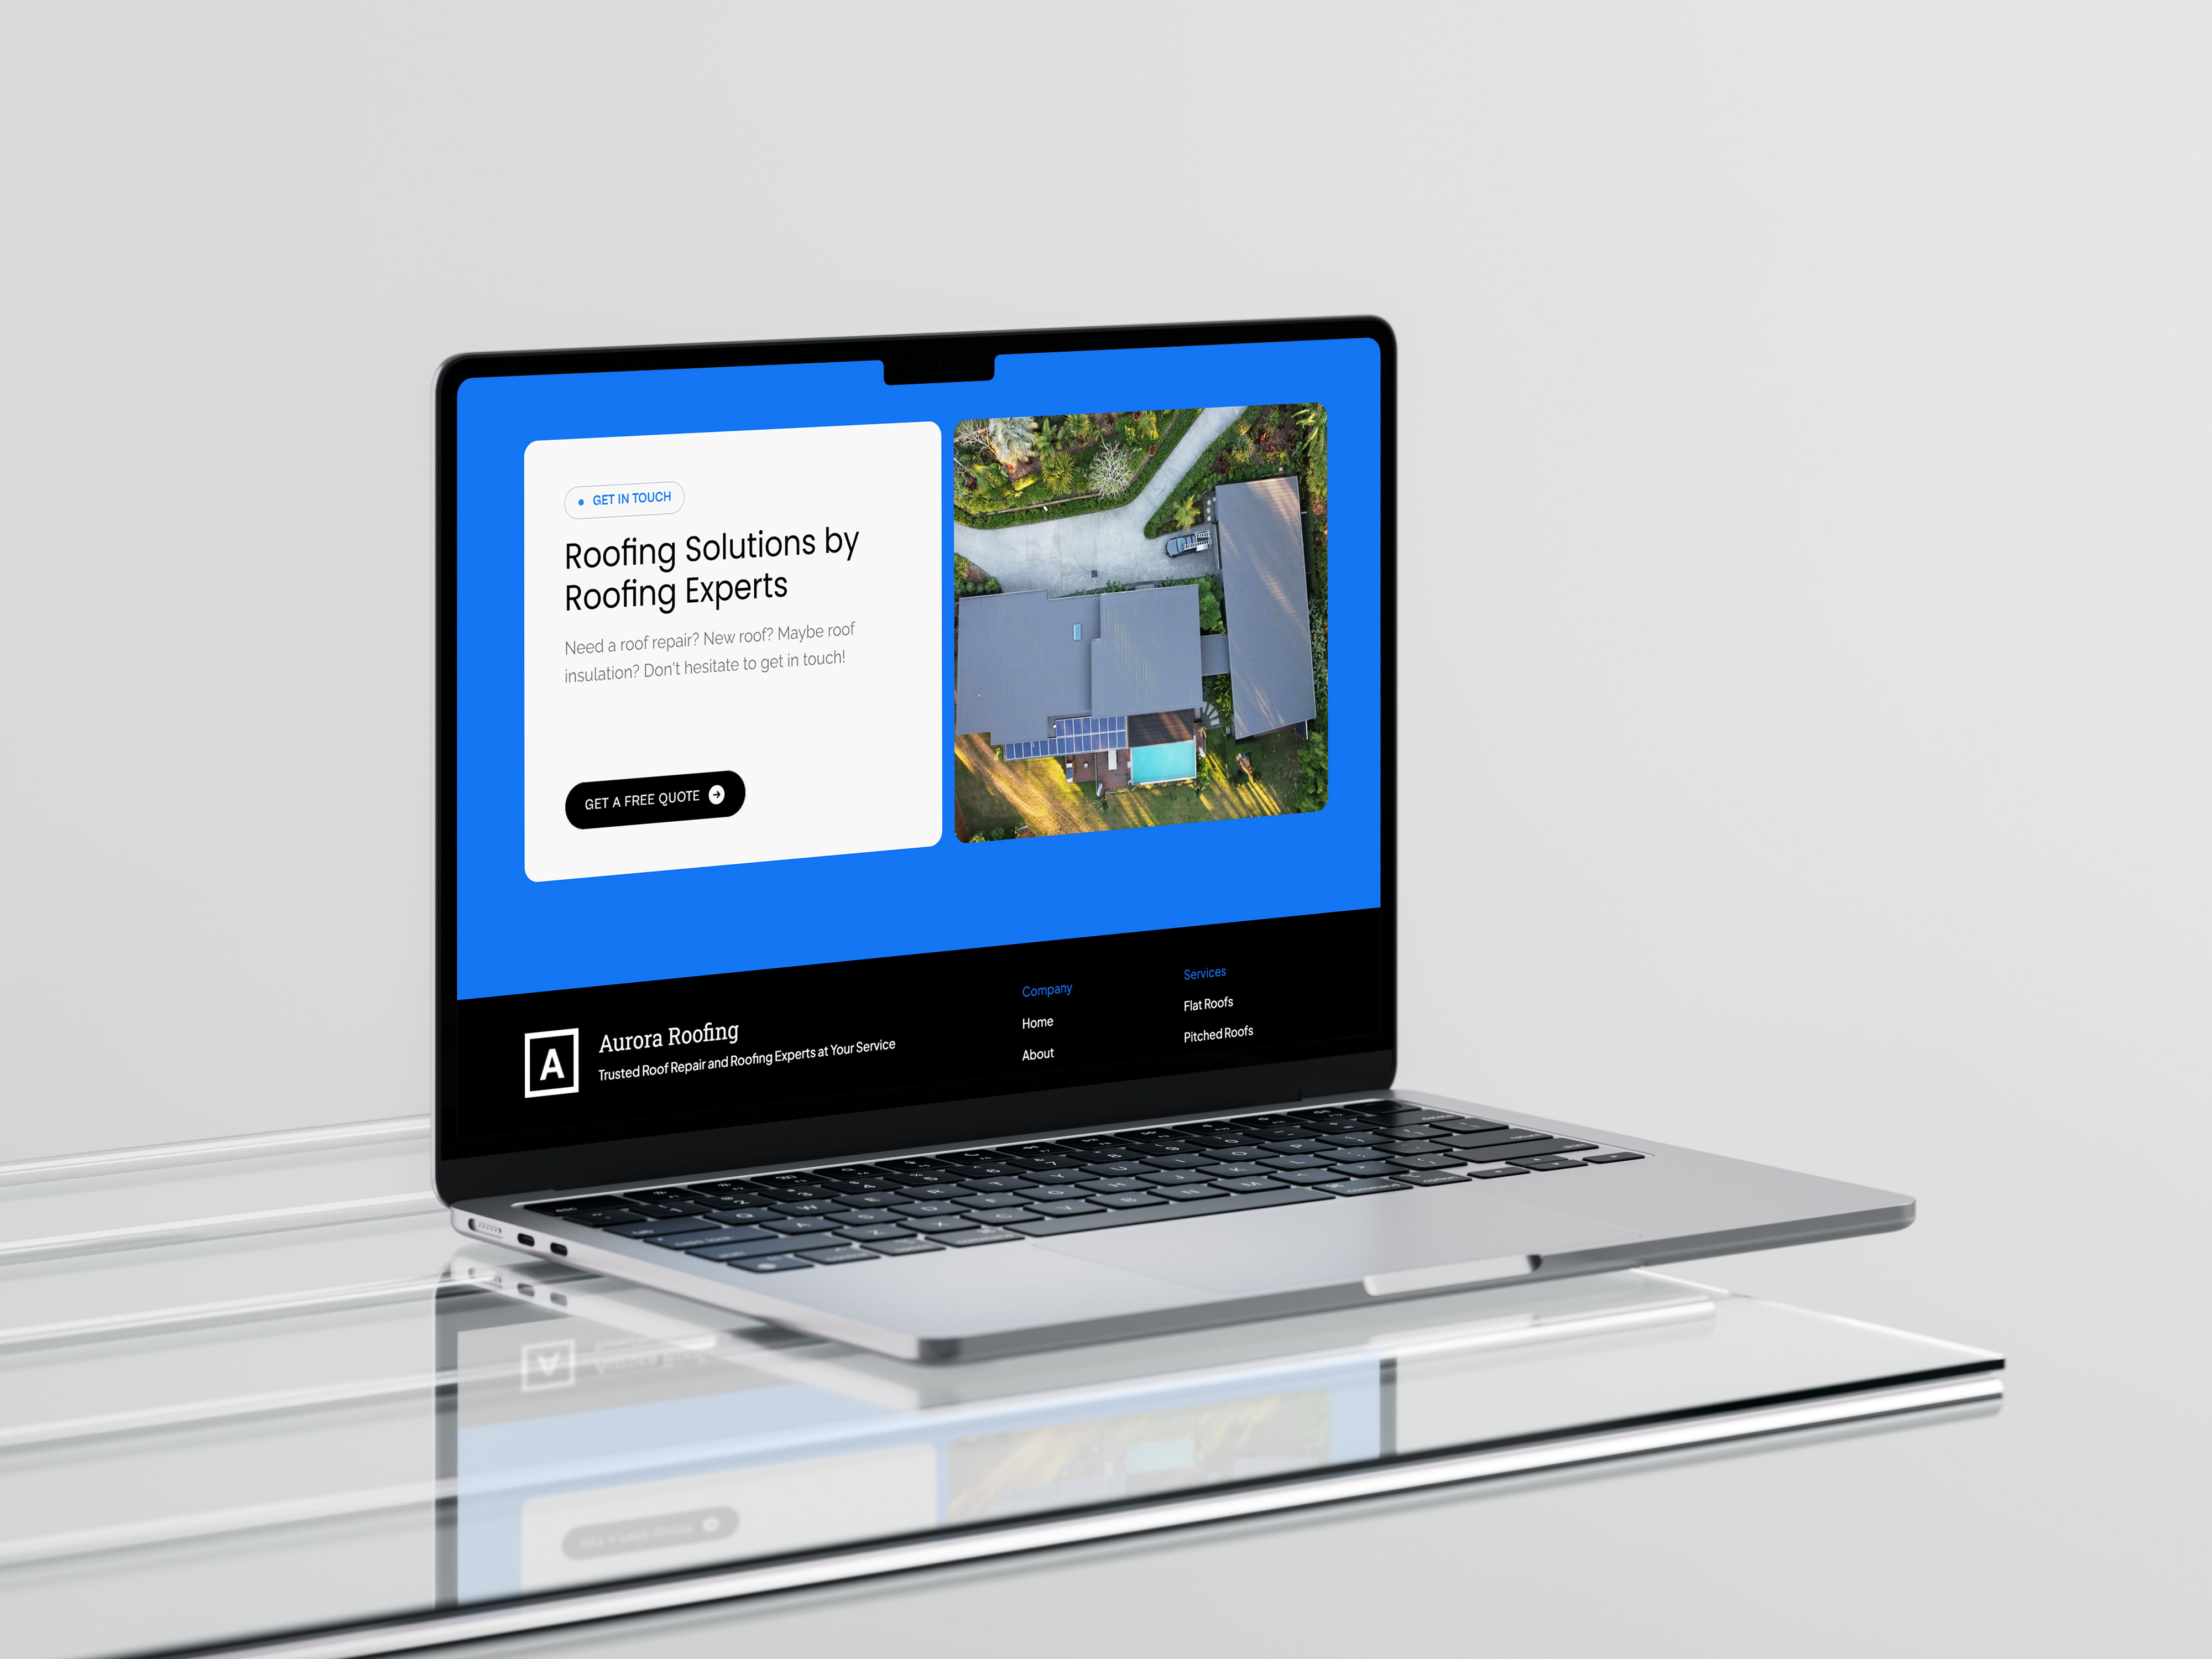 GET IN TOUCH
Roofing Solutions by
Roofing Experts
Need a roof repair? New roof? Maybe roof
insulation? Don't hesitate to get in touch!
GET A FREE QUOTE
A
Aurora Roofing
Trusted Roof Repair and Roofing Experts at Your Service
Company
Home
About
Services
Flat Roofs
Pitched Roofs